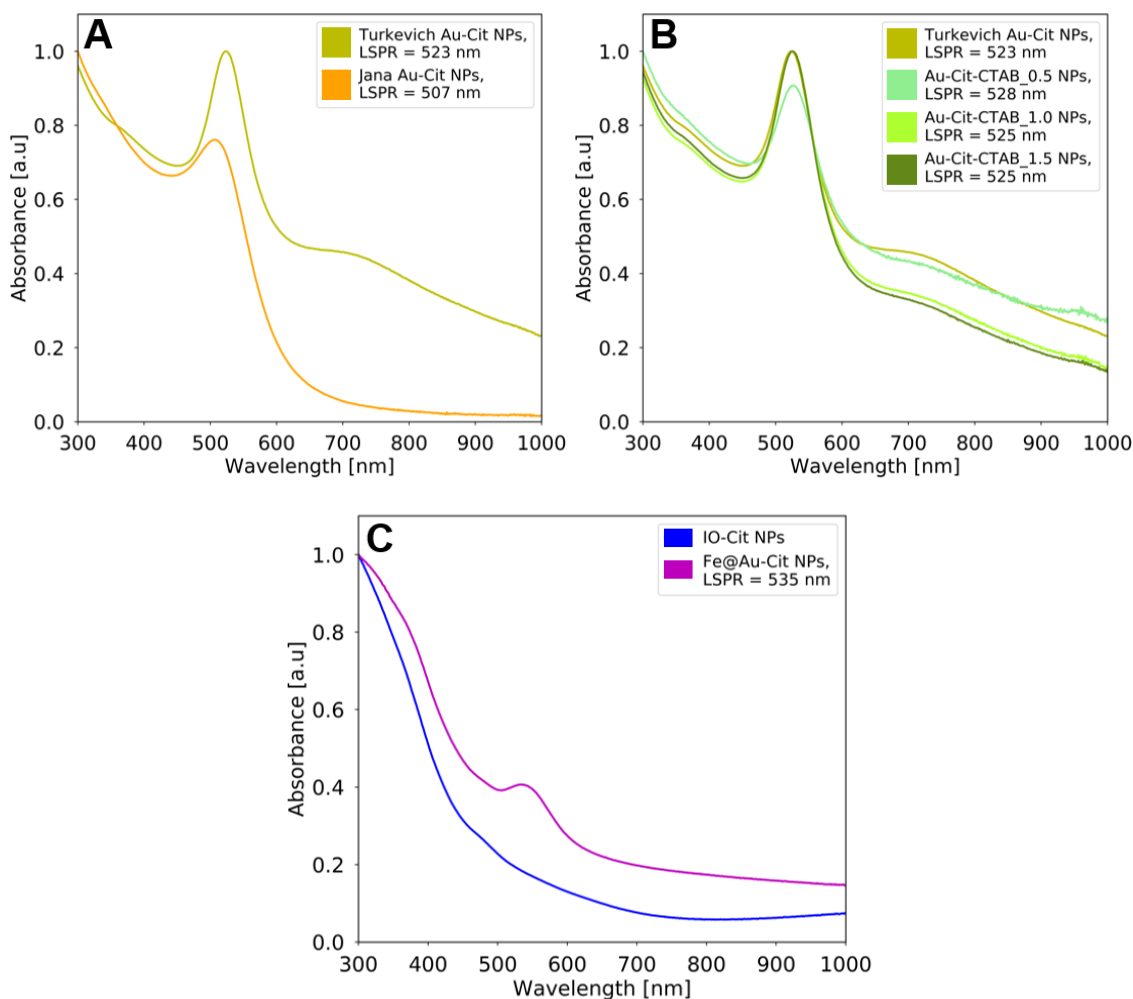 A
Turkevich Au-Cit NPs,
LSPR = 523 nm
Jana Au-Cit NPs,
LSPR = 507 nm
1.0
0.8
0.6
0.4
0.2
0.0
Absorbance [a.u]
300 400 500 600 700 800 900 1000
Wavelength [nm]
B
Turkevich Au-Cit NPs,
LSPR = 523 nm
Au-Cit-CTAB_0.5 NPs,
LSPR = 528 nm
Au-Cit-CTAB_1.0 NPs,
LSPR = 525 nm
Au-Cit-CTAB_1.5 NPs,
LSPR = 525 nm
1.0
0.8
0.6
0.4
0.2
0.0
Absorbance [a.u]
300 400 500 600 700 800 900 1000
Wavelength [nm]
C
IO-Cit NPs
Fe@Au-Cit NPs,
LSPR = 535 nm
1.0
0.8
0.6
0.4
0.2
0.0
Absorbance [a.u]
300 400 500 600 700 800 900 1000
Wavelength [nm]